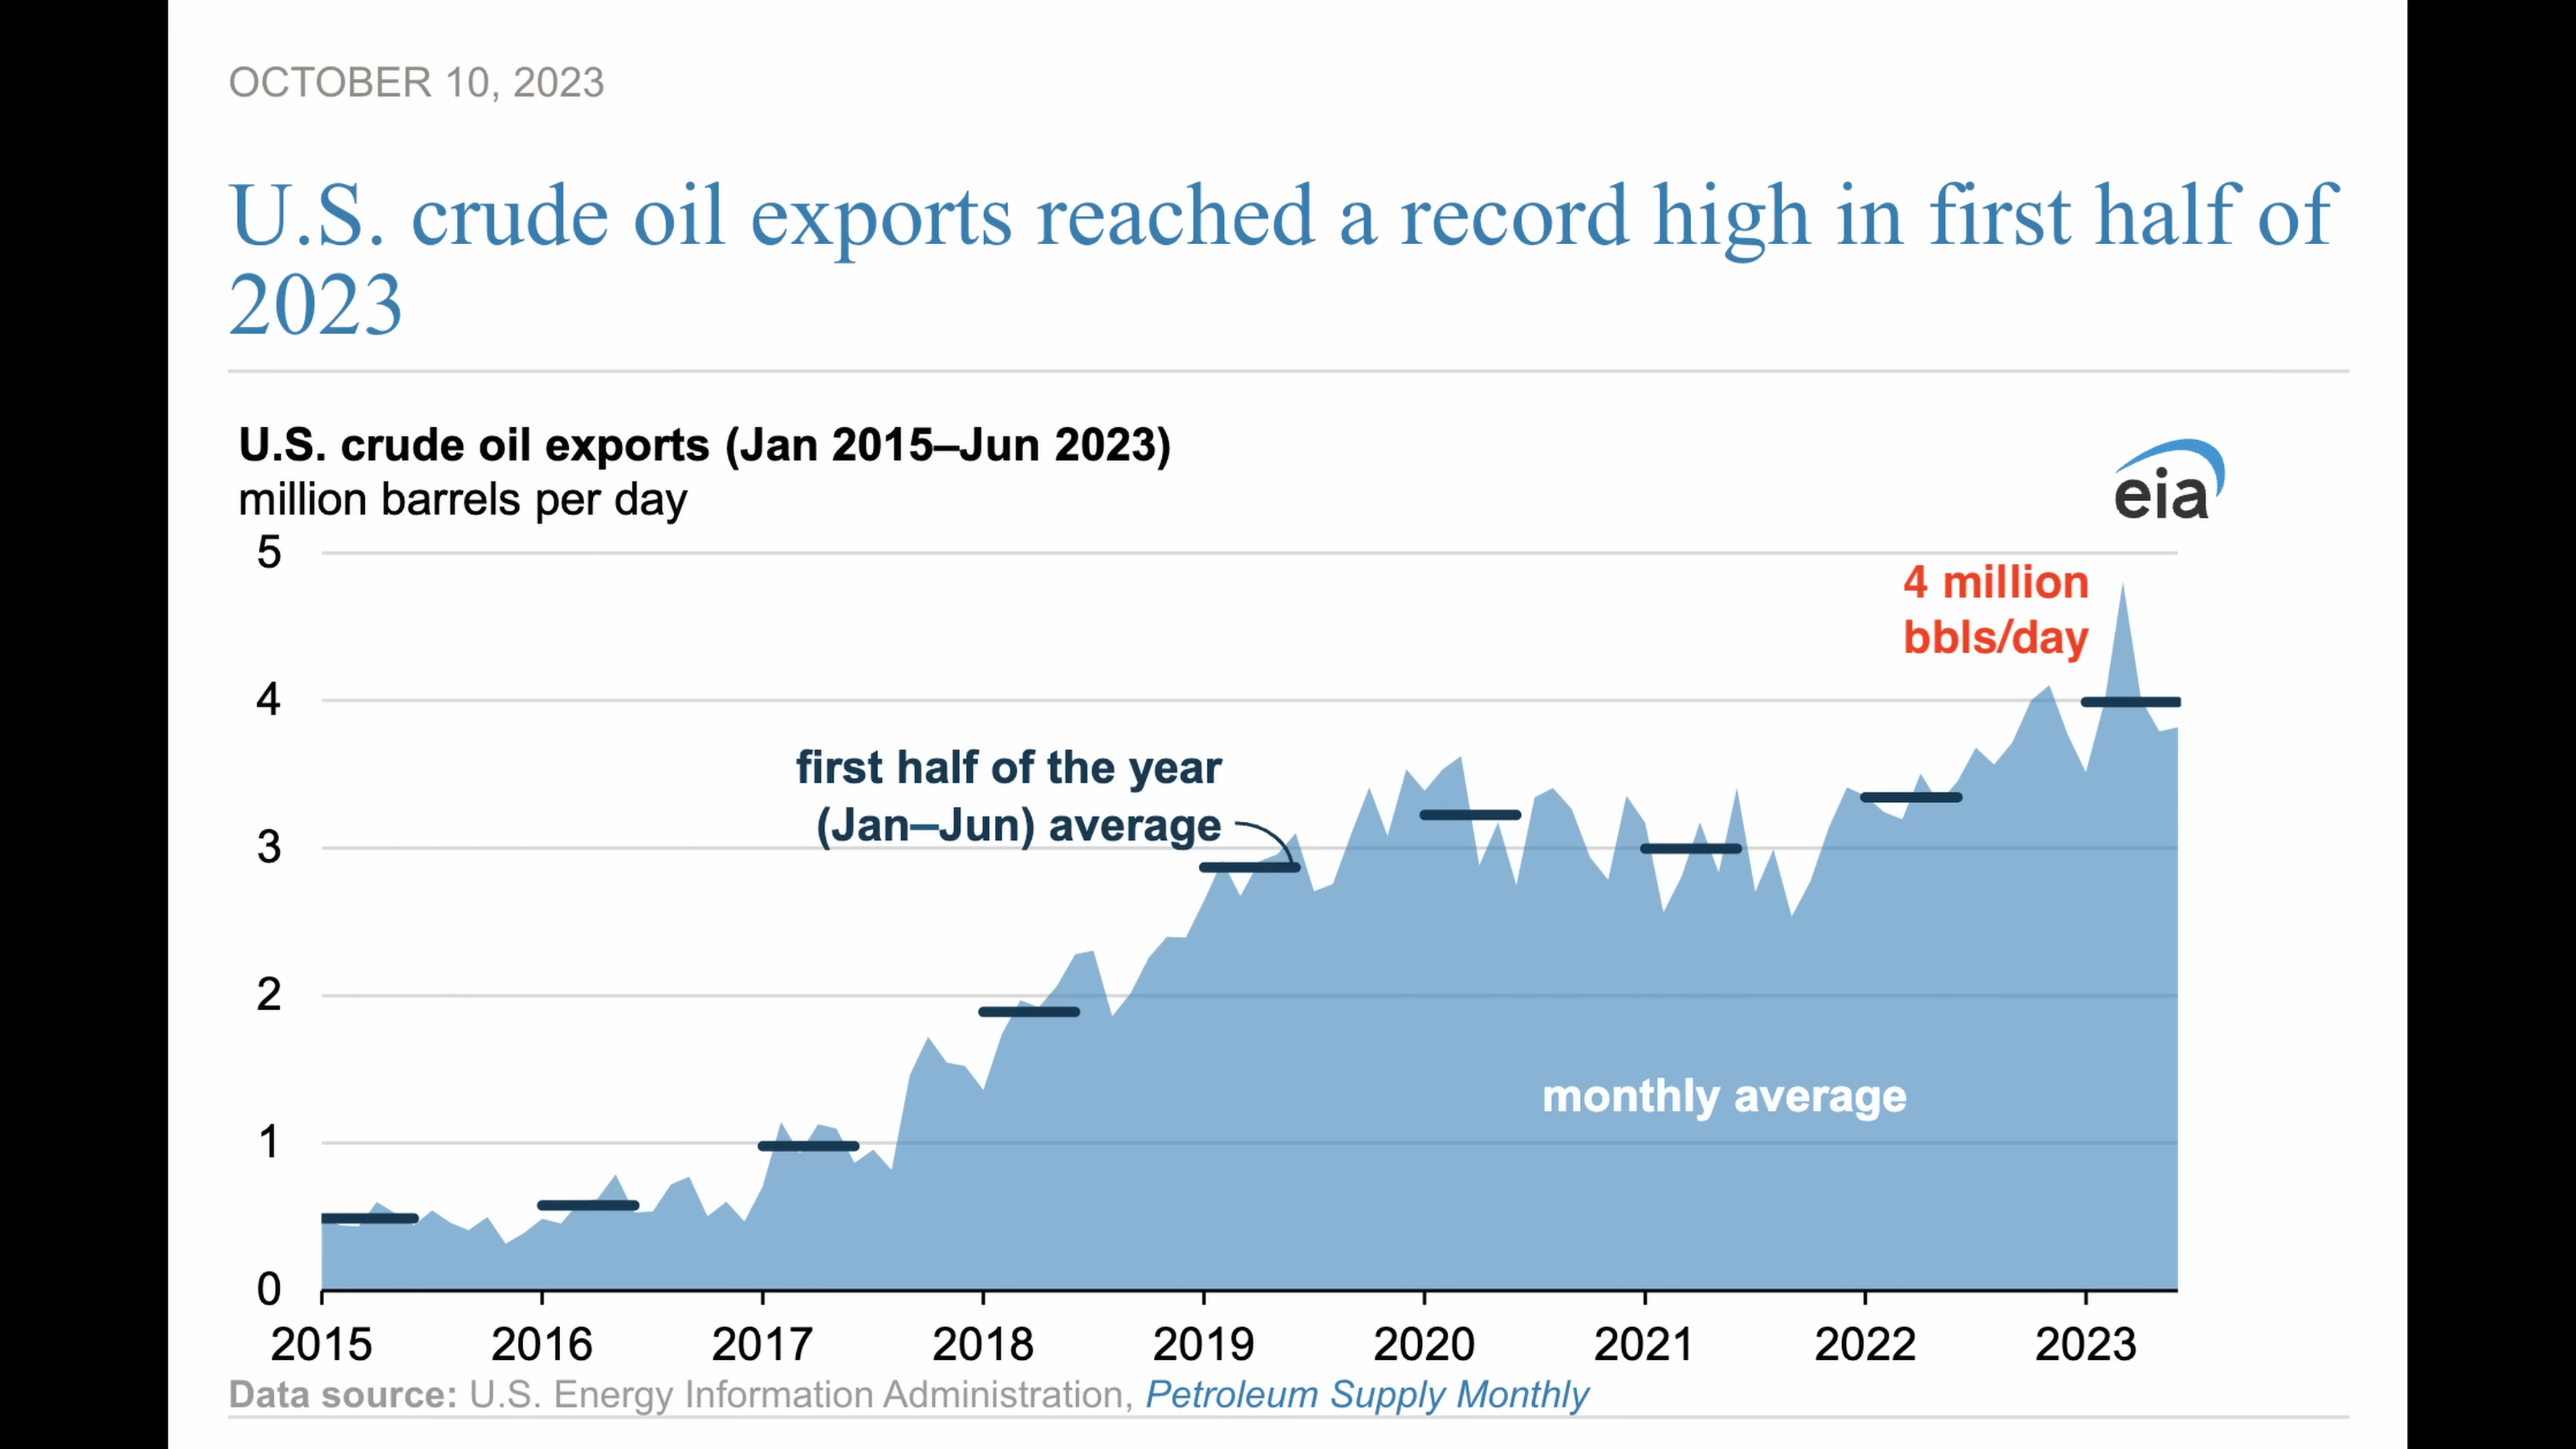 OCTOBER 10, 2023
U.S. crude oil exports reached a record high in first half of
2023
U.S. crude oil exports (Jan 2015–Jun 2023)
million barrels per day
eia
5
4 million
bbls/day
4
first half of the year
(Jan–Jun) average
3
2
monthly average
1
0
2015 2016 2017 2018 2019 2020 2021 2022 2023
Data source: U.S. Energy Information Administration, Petroleum Supply Monthly